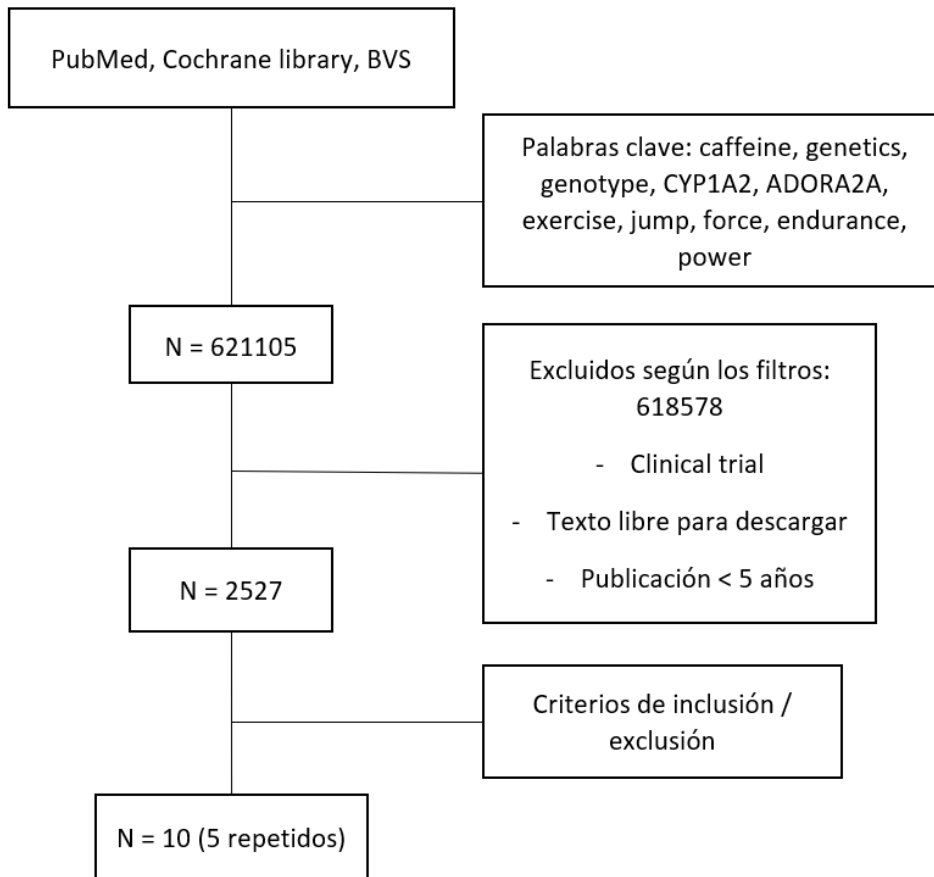 PubMed, Cochrane library, BVS
Palabras clave: caffeine, genetics,
genotype, CYP1A2, ADORA2A,
exercise, jump, force, endurance,
power
N = 621105
Excluidos según los filtros:
618578
- Clinical trial
- Texto libre para descargar
- Publicación < 5 años
N = 2527
Criterios de inclusión /
exclusión
N = 10 (5 repetidos)